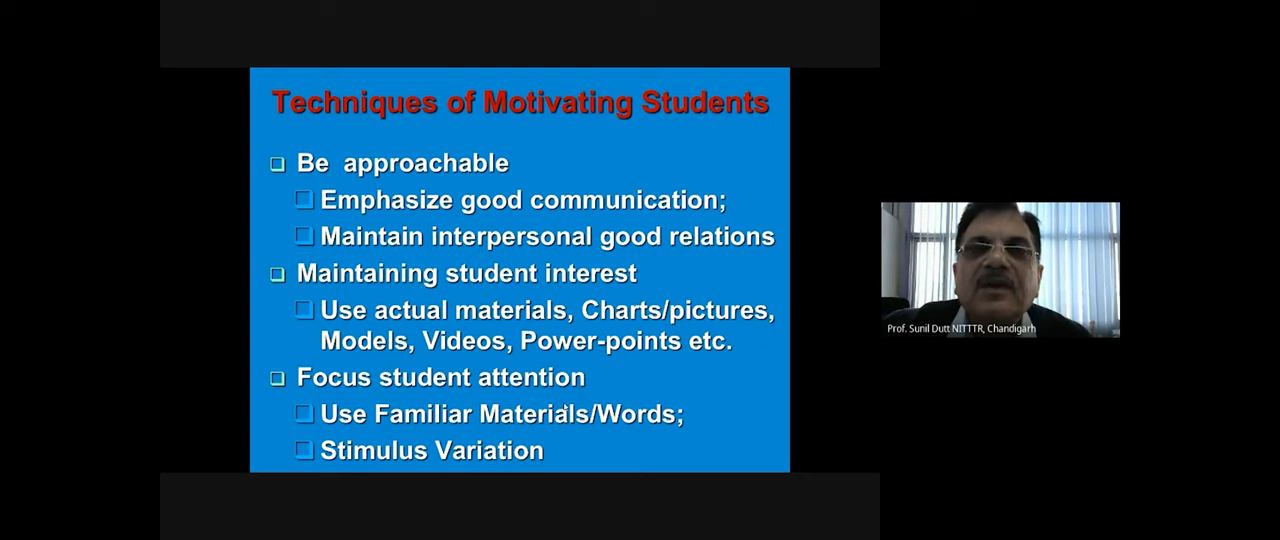 Techniques of Motivating Students
Be approachable
Emphasize good communication;
Maintain interpersonal good relations
Maintaining student interest
Use actual materials, Charts/pictures,
Models, Videos, Power-points etc.
Focus student attention
Use Familiar Materials/Words;
Stimulus Variation
Prof. Sunil Dutt NITTTR, Chandigarh